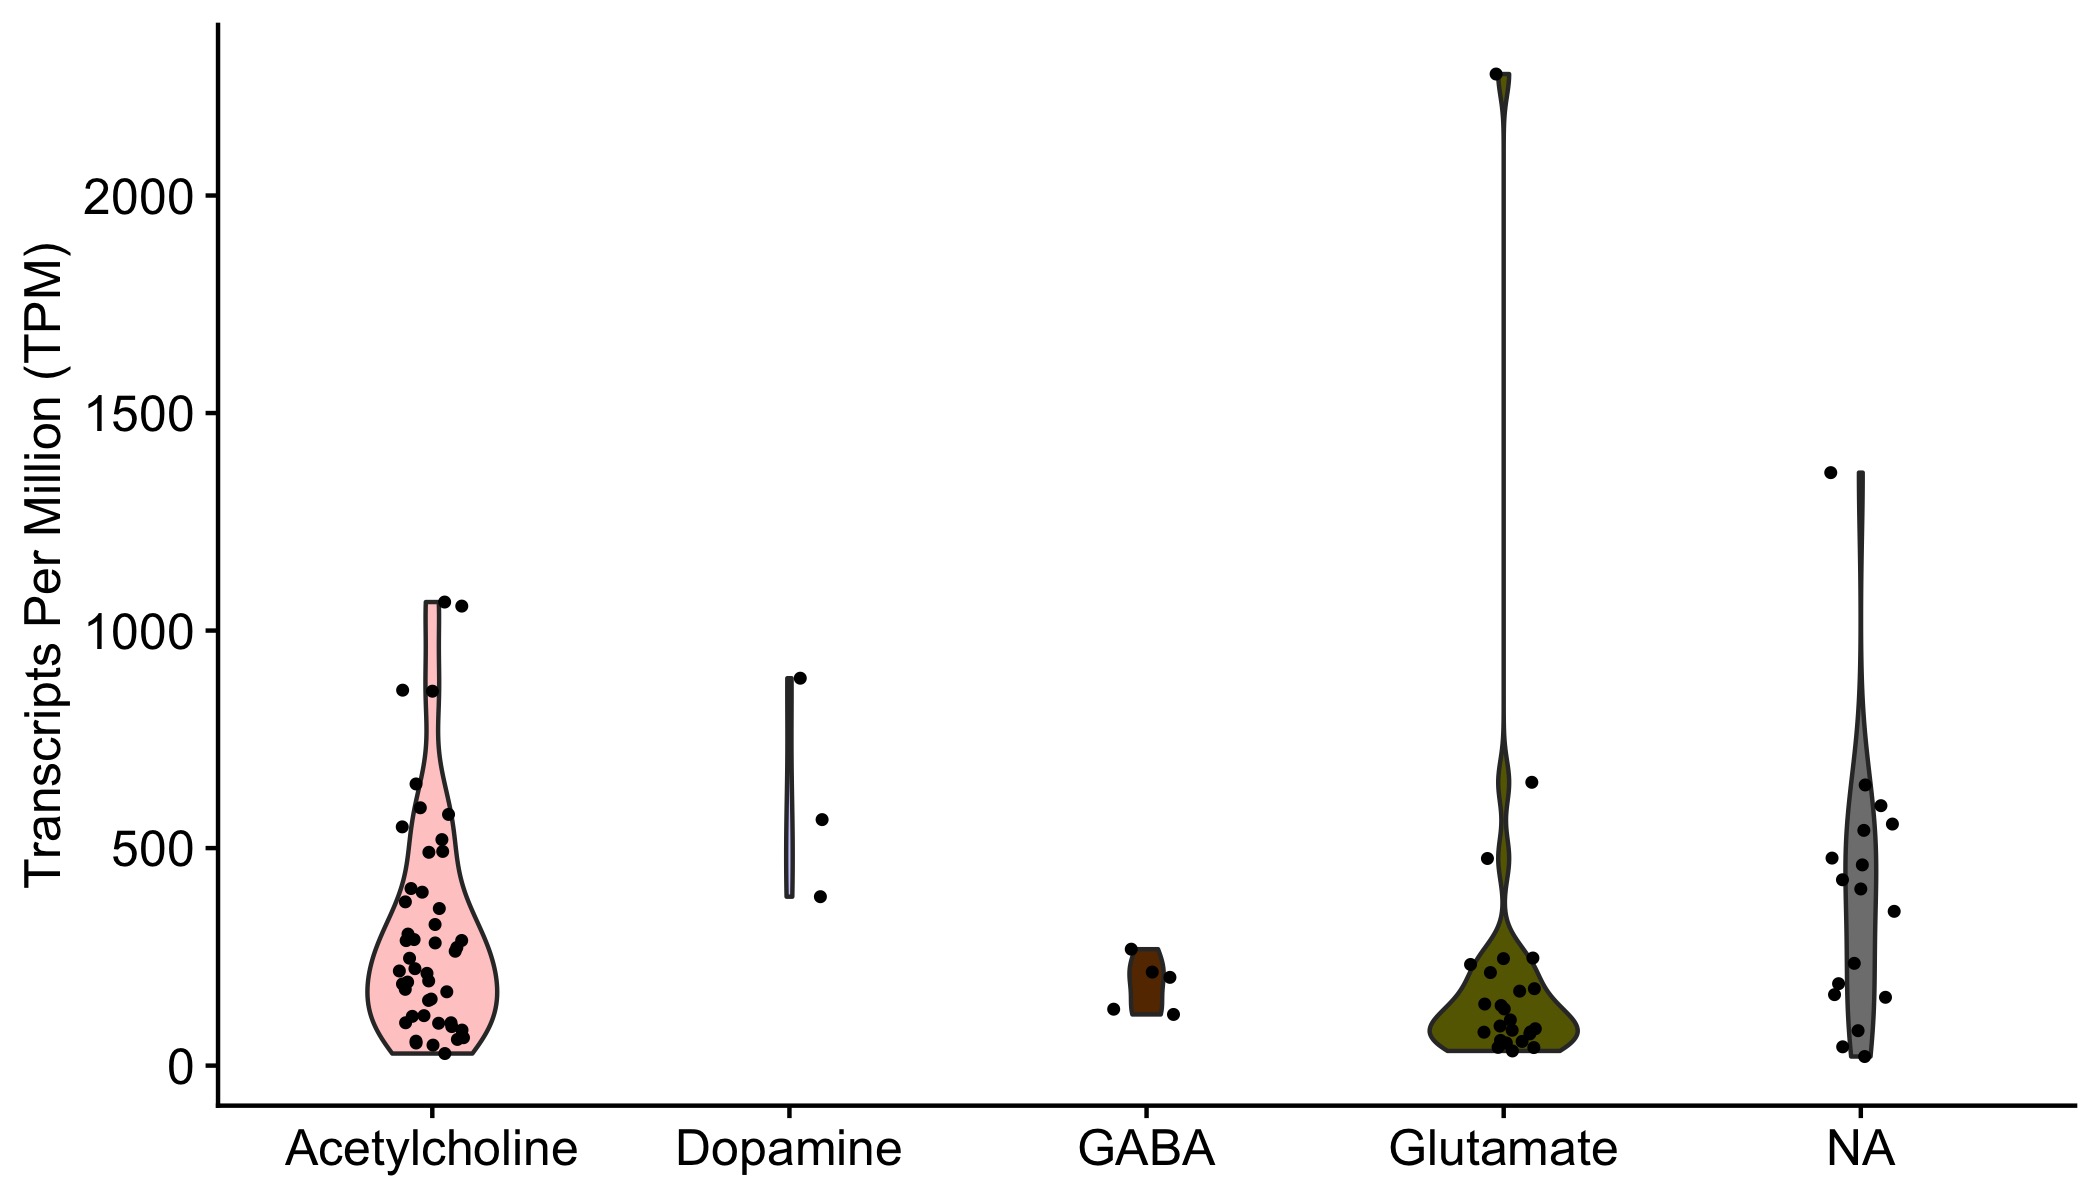 Transcripts Per Million (TPM)
2000
1500
1000
500
0
Acetylcholine
Dopamine
GABA
Glutamate
NA